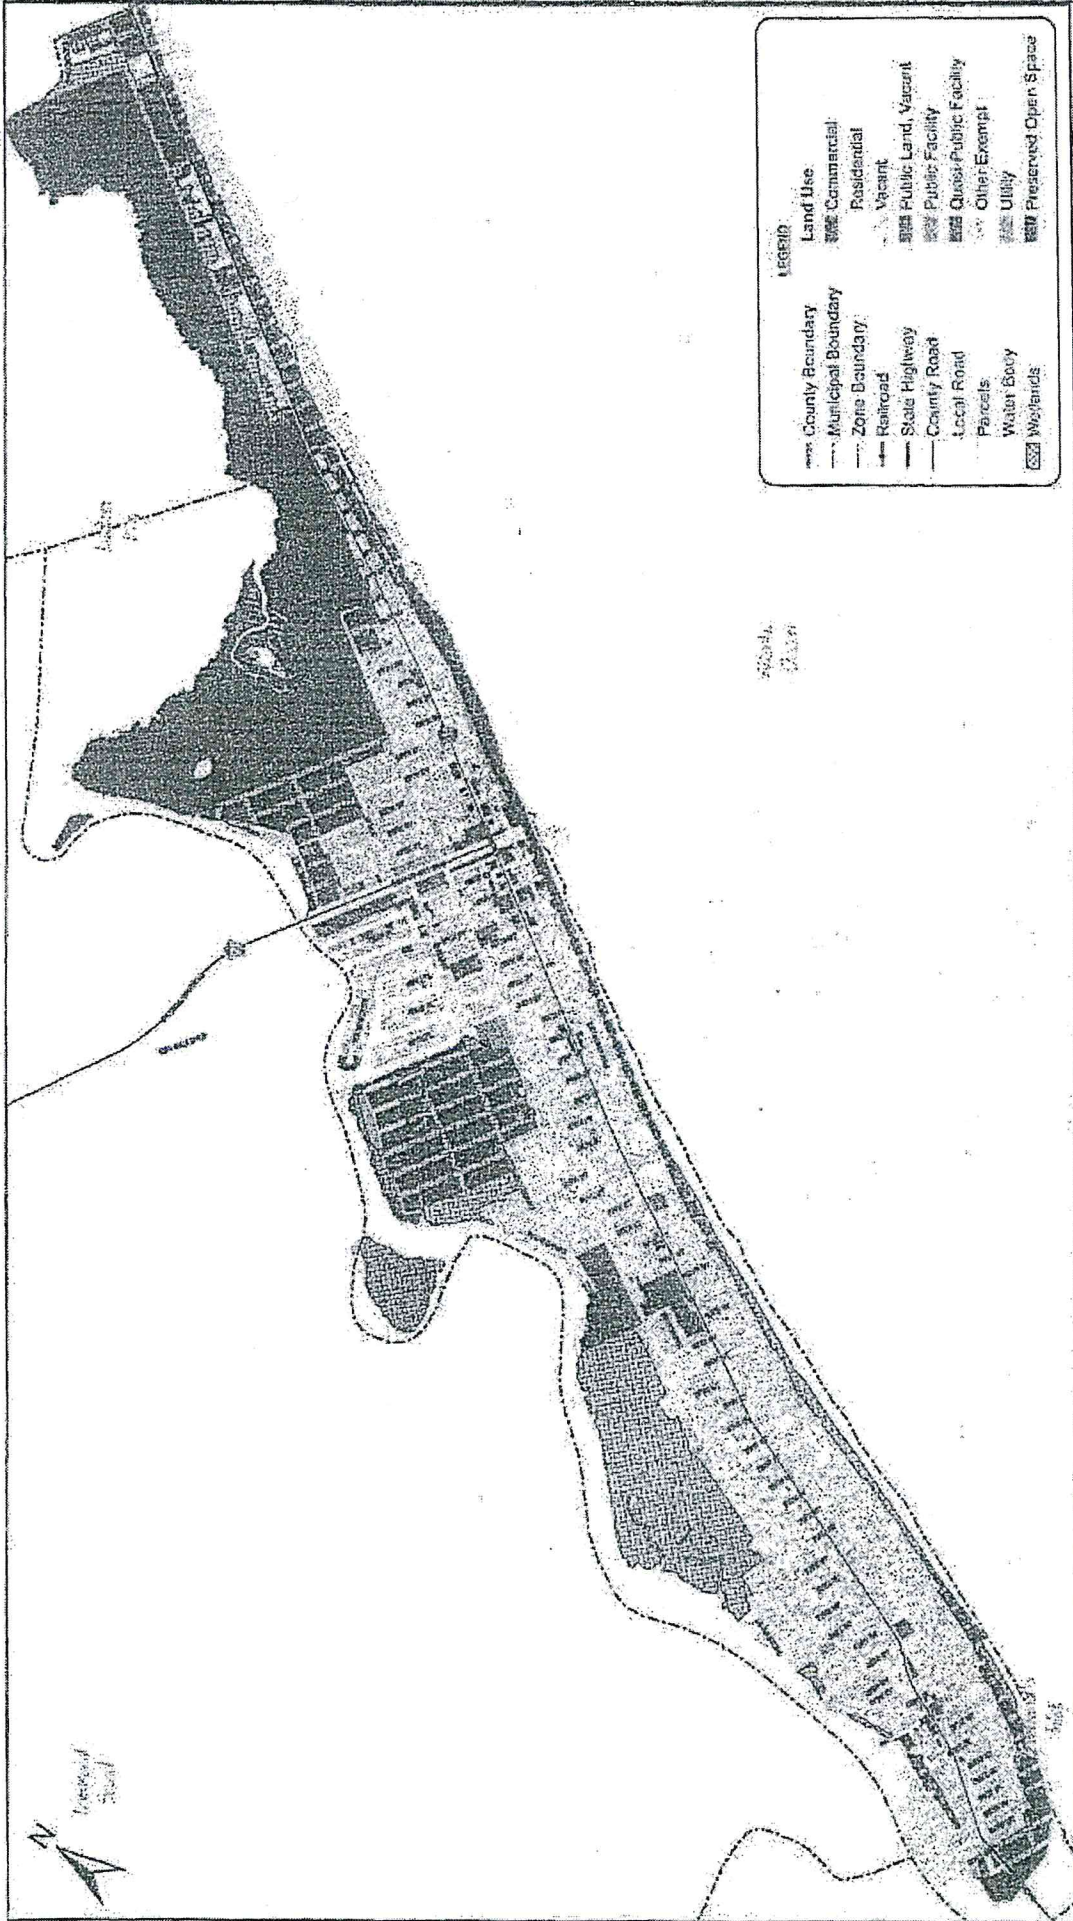 LEGEND
County Boundary
Municipal Boundary
Zone Boundary
Railroad
State Highway
County Road
Local Road
Parcels
Water Body
Wetlands
Land Use
Commercial
Residential
Vacant
Public Land, Vacant
Public Facility
Quasi-Public Facility
Other Exempt
Utility
Preserved Open Space
N